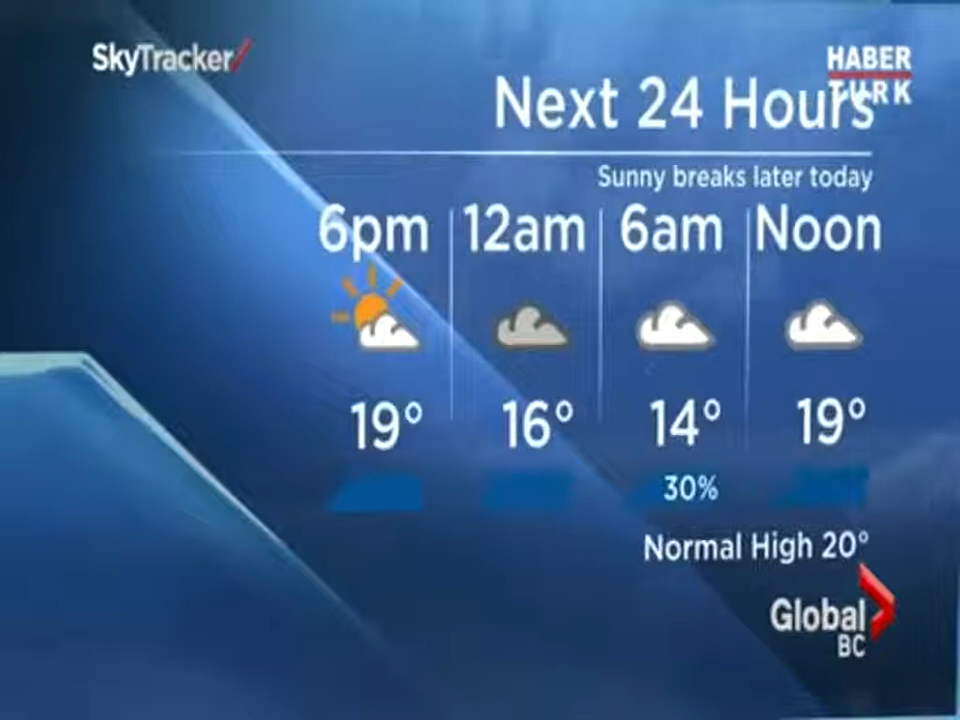 SkyTracker
HABER
TURK
Next 24 Hours
Sunny breaks later today
6pm 12am 6am Noon
19° 16° 14° 19°
30%
Normal High 20°
Global
BC